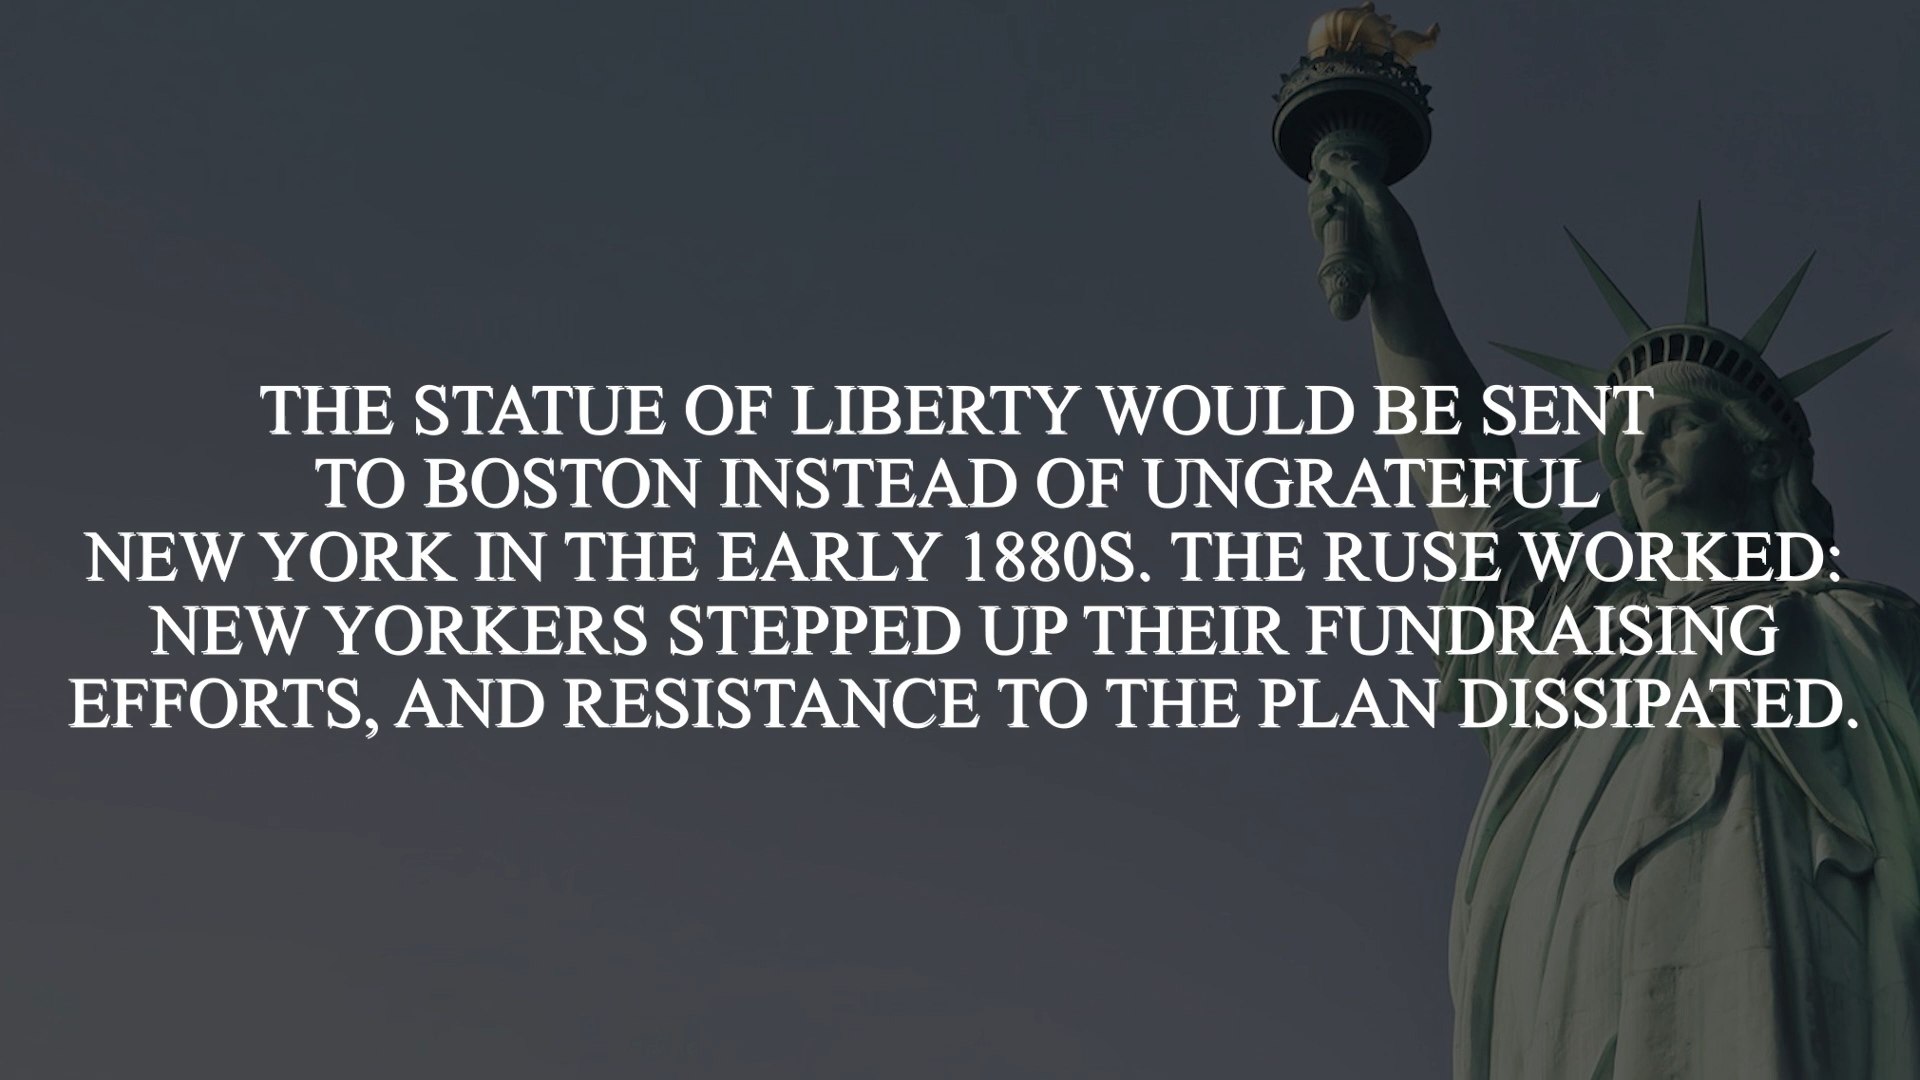 THE STATUE OF LIBERTY WOULD BE SENT
TO BOSTON INSTEAD OF UNGRATEFUL
NEW YORK IN THE EARLY 1880S. THE RUSE WORKED:
NEW YORKERS STEPPED UP THEIR FUNDRAISING
EFFORTS, AND RESISTANCE TO THE PLAN DISSIPATED.